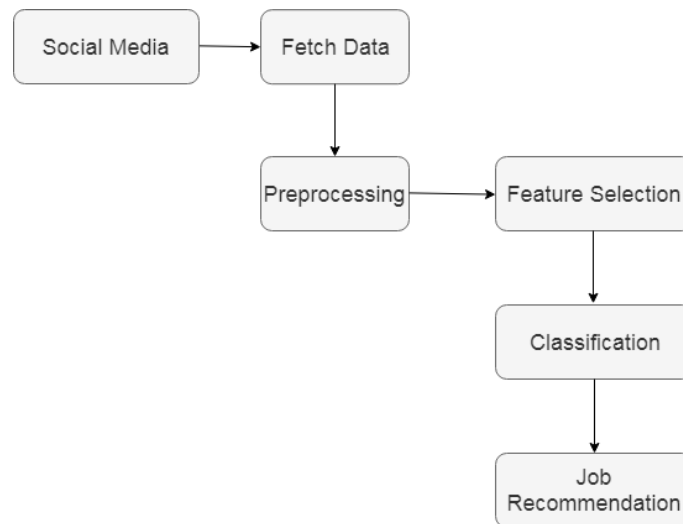 Social Media
Fetch Data
Preprocessing
Feature Selection
Classification
Job
Recommendation